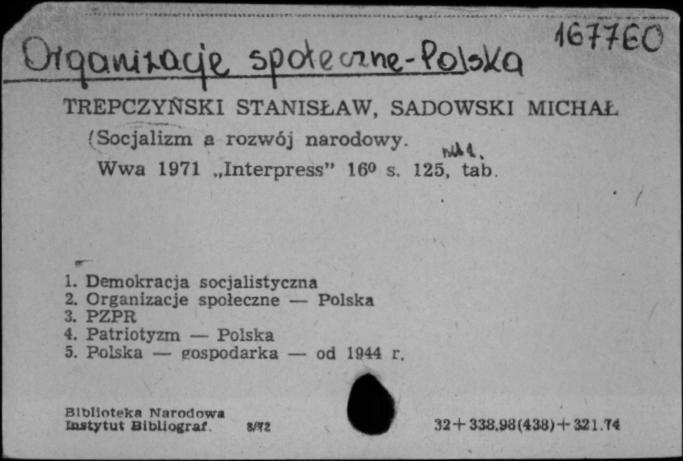 167760
Organizacje społeczne - Polska
TREPCZYŃSKI STANISŁAW, SADOWSKI MICHAŁ
(Socjalizm a rozwój narodowy.
Wwa 1971 „Interpress” 16⁰ s. 125, tab.
1. Demokracja socjalistyczna
2. Organizacje społeczne — Polska
3. PZPR
4. Patriotyzm — Polska
5. Polska — gospodarka — od 1944 r.
Biblioteka Narodowa
Instytut Bibliograf. 8/72
32+338.98(438)+321.74